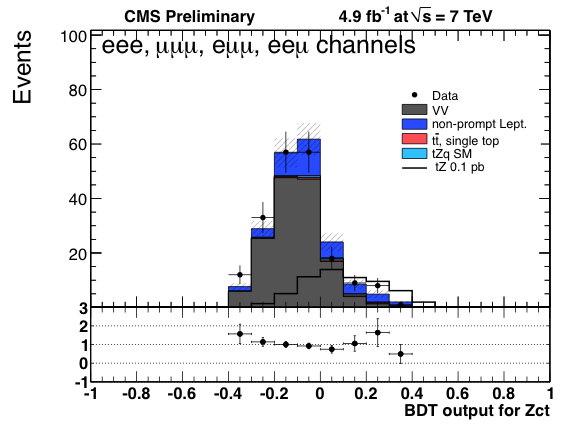 CMS Preliminary 4.9 fb⁻¹ at √s = 7 TeV
eee, μμμ, eμμ, eeμ channels
Events
100
80
60
40
20
Data
VV
non-prompt Lept.
tt̄, single top
tZq SM
tZ 0.1 pb
3
2
1
0
-1
-1 -0.8 -0.6 -0.4 -0.2 0 0.2 0.4 0.6 0.8 1
BDT output for Zct